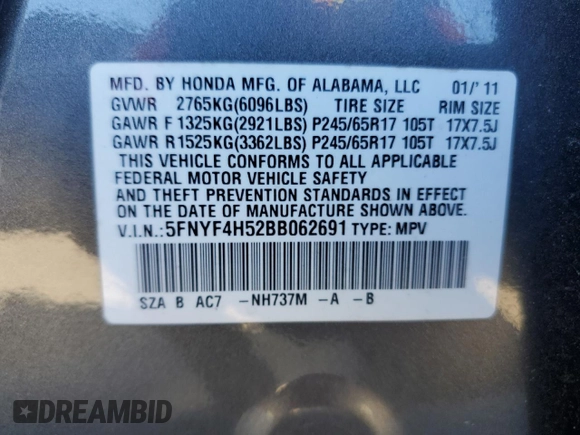 MFD. BY HONDA MFG. OF ALABAMA, LLC 01/'11
GVWR 2765KG(6096LBS) TIRE SIZE RIM SIZE
GAWR F 1325KG(2921LBS) P245/65R17 105T 17X7.5J
GAWR R 1525KG(3362LBS) P245/65R17 105T 17X7.5J
THIS VEHICLE CONFORMS TO ALL APPLICABLE
FEDERAL MOTOR VEHICLE SAFETY
AND THEFT PREVENTION STANDARDS IN EFFECT
ON THE DATE OF MANUFACTURE SHOWN ABOVE.
V.I.N.:5FNYF4H52BB062691 TYPE: MPV
SZA B AC7 -NH737M -A -B
DREAMBID